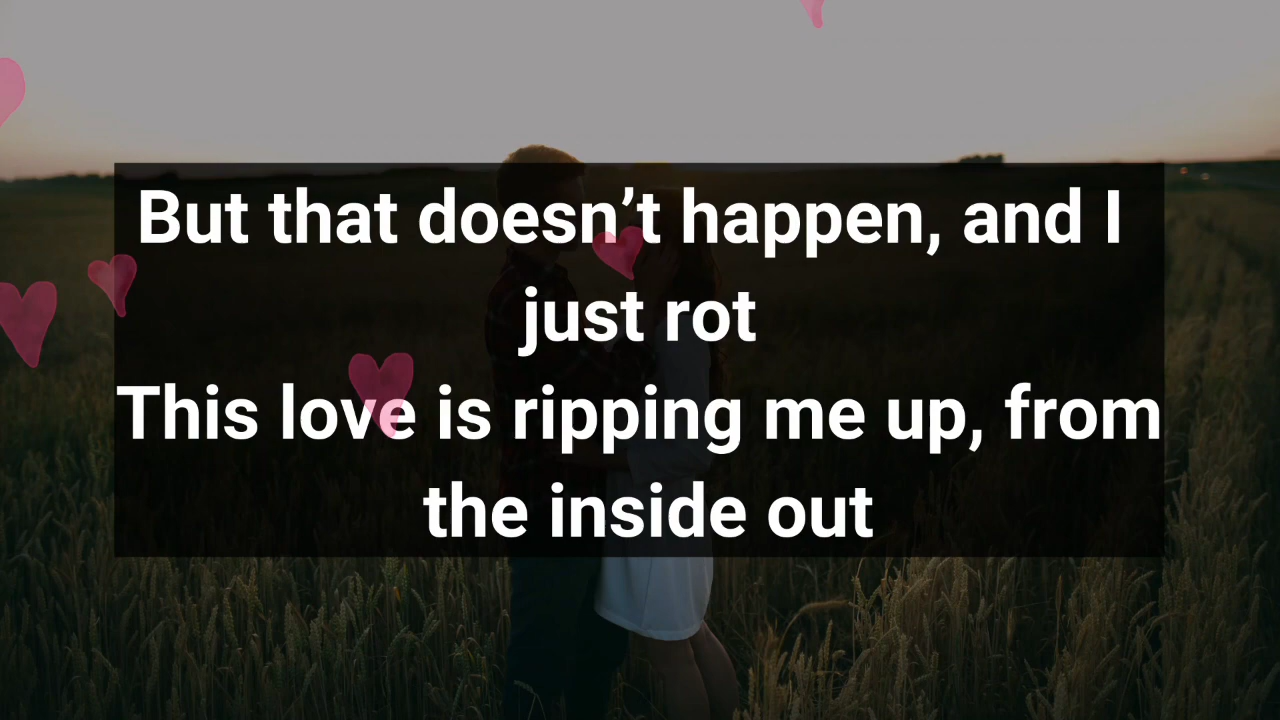 But that doesn’t happen, and I
just rot
This love is ripping me up, from
the inside out